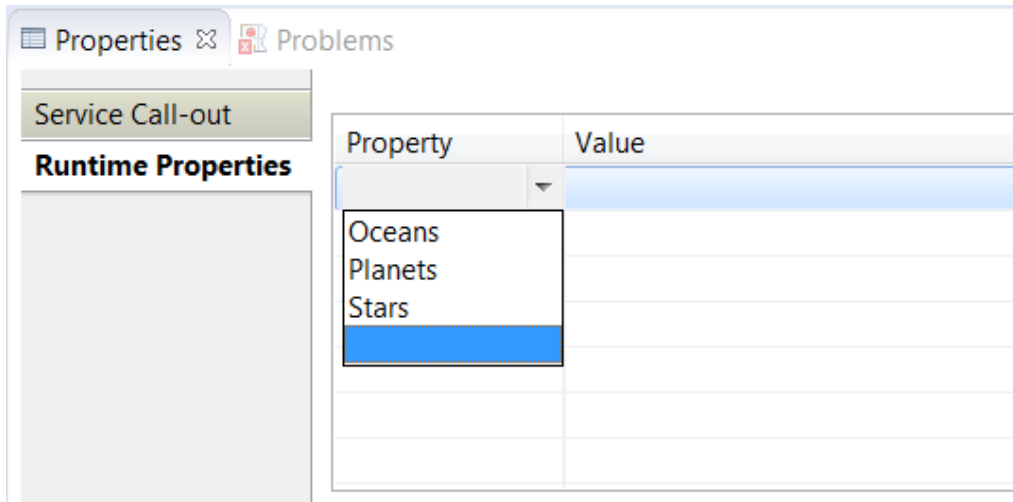 Properties Problems
Service Call-out
Property Value
Runtime Properties
Oceans
Planets
Stars